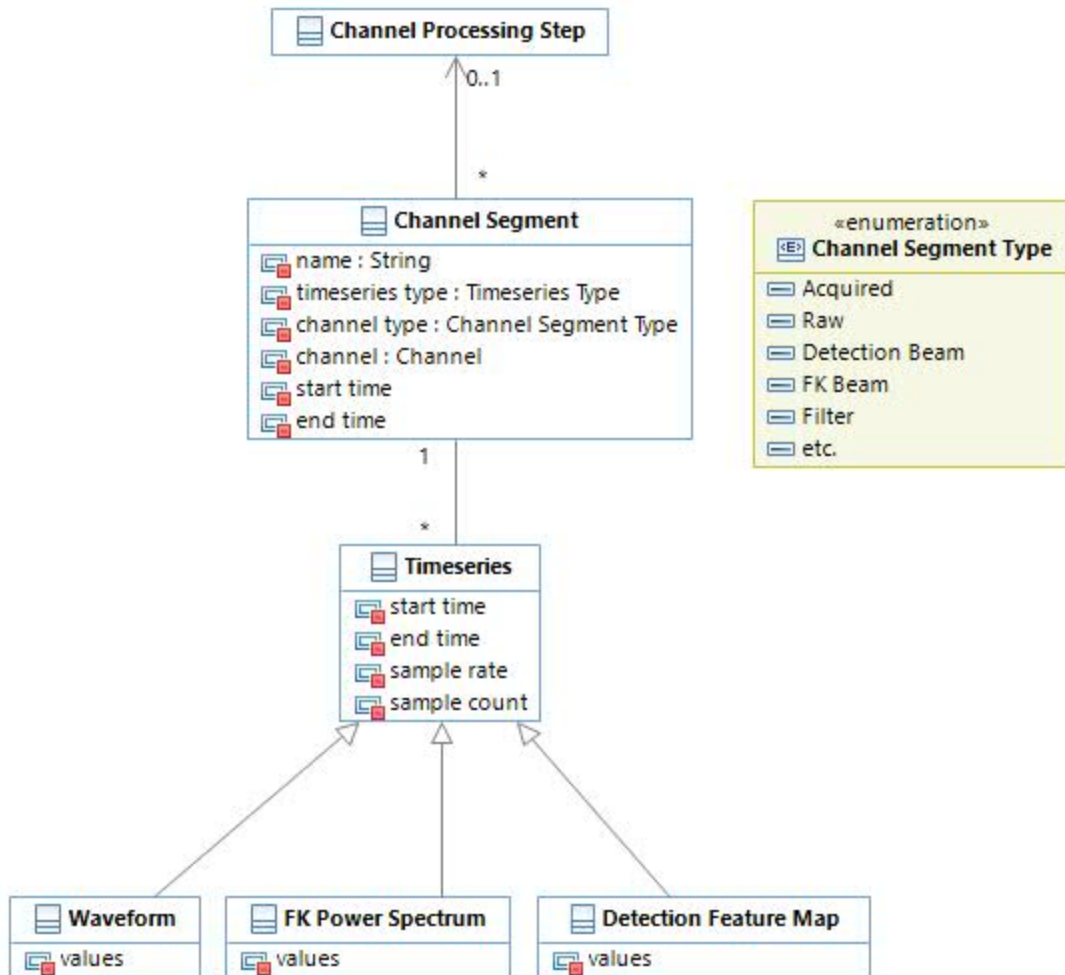 Channel Processing Step
0..1
*
Channel Segment
name : String
timeseries type : Timeseries Type
channel type : Channel Segment Type
channel : Channel
start time
end time
«enumeration»
<E> Channel Segment Type
Acquired
Raw
Detection Beam
FK Beam
Filter
etc.
1
*
Timeseries
start time
end time
sample rate
sample count
Waveform
values
FK Power Spectrum
values
Detection Feature Map
values